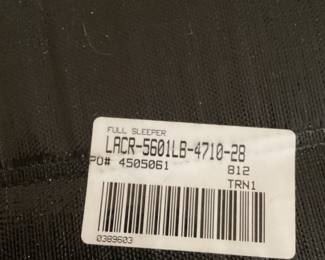 FULL SLEEPER
LACR-5601LB-4710-28
PO# 4505061 812
TRN1
0389603